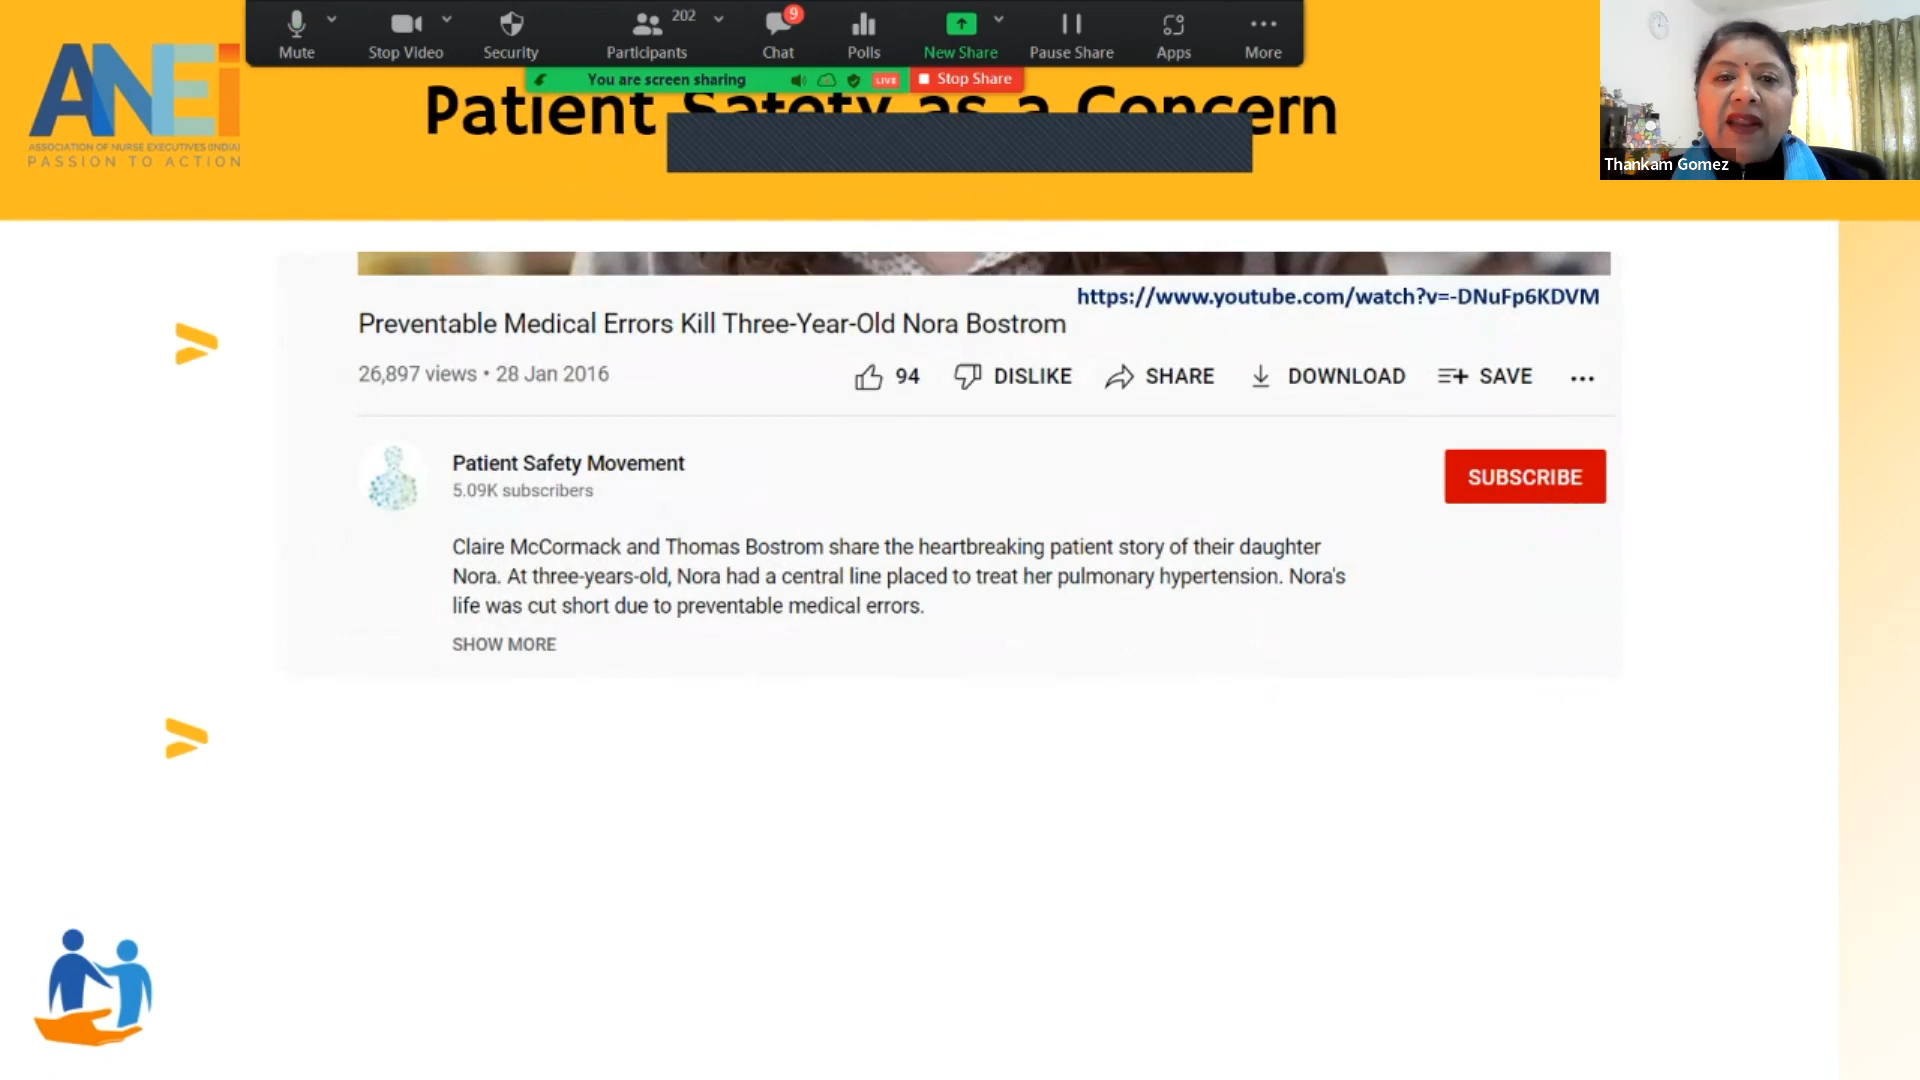 202
9
Mute
Stop Video
Security
Participants
Chat
Polls
New Share
Pause Share
Apps
More
You are screen sharing
LIVE
Stop Share
ANEi
ASSOCIATION OF NURSE EXECUTIVES (INDIA)
PASSION TO ACTION
Patient Safety as a Concern
Thankam Gomez
https://www.youtube.com/watch?v=-DNuFp6KDVM
Preventable Medical Errors Kill Three-Year-Old Nora Bostrom
26,897 views • 28 Jan 2016
94
DISLIKE
SHARE
DOWNLOAD
SAVE
Patient Safety Movement
5.09K subscribers
SUBSCRIBE
Claire McCormack and Thomas Bostrom share the heartbreaking patient story of their daughter
Nora. At three-years-old, Nora had a central line placed to treat her pulmonary hypertension. Nora's
life was cut short due to preventable medical errors.
SHOW MORE